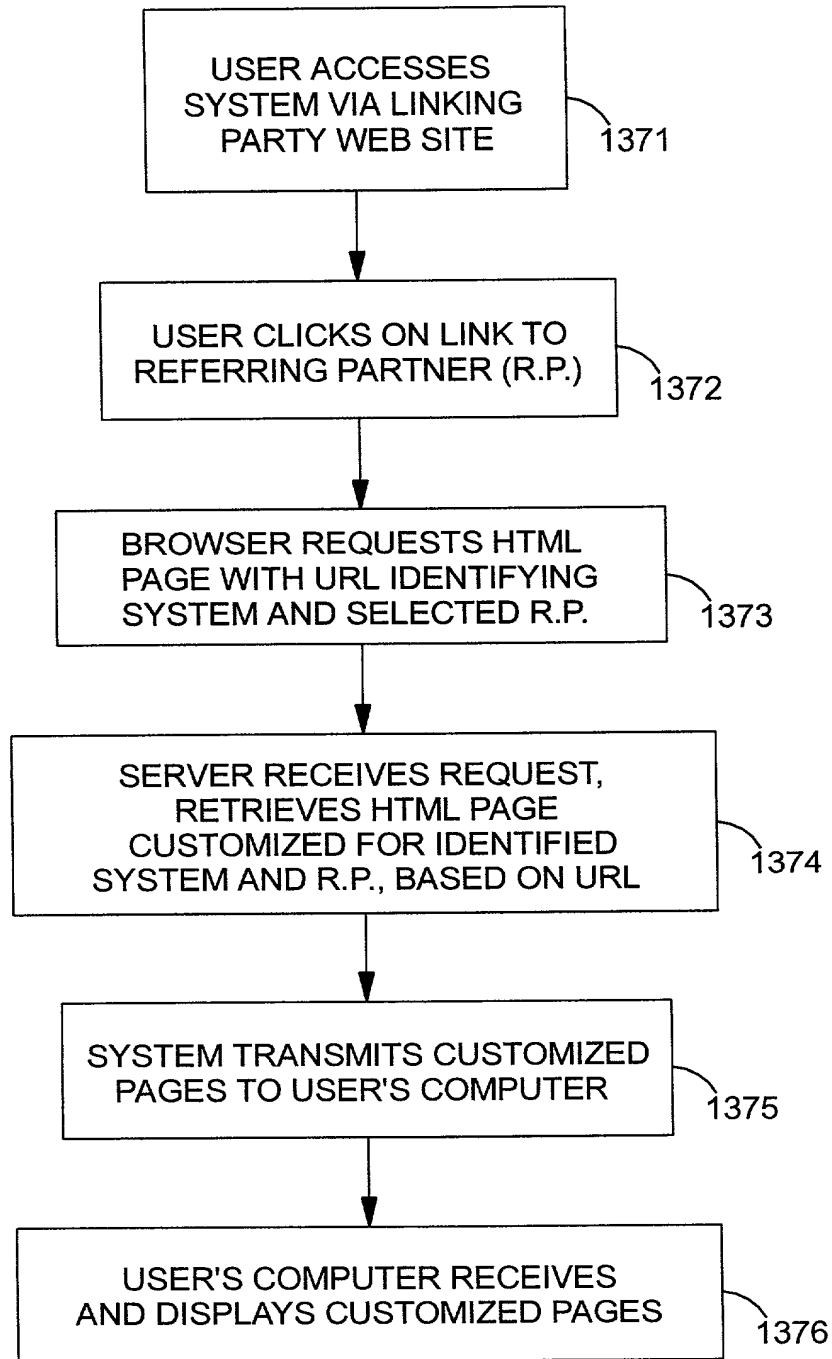 USER ACCESSES
SYSTEM VIA LINKING
PARTY WEB SITE
1371
USER CLICKS ON LINK TO
REFERRING PARTNER (R.P.)
1372
BROWSER REQUESTS HTML
PAGE WITH URL IDENTIFYING
SYSTEM AND SELECTED R.P.
1373
SERVER RECEIVES REQUEST,
RETRIEVES HTML PAGE
CUSTOMIZED FOR IDENTIFIED
SYSTEM AND R.P., BASED ON URL
1374
SYSTEM TRANSMITS CUSTOMIZED
PAGES TO USER'S COMPUTER
1375
USER'S COMPUTER RECEIVES
AND DISPLAYS CUSTOMIZED PAGES
1376